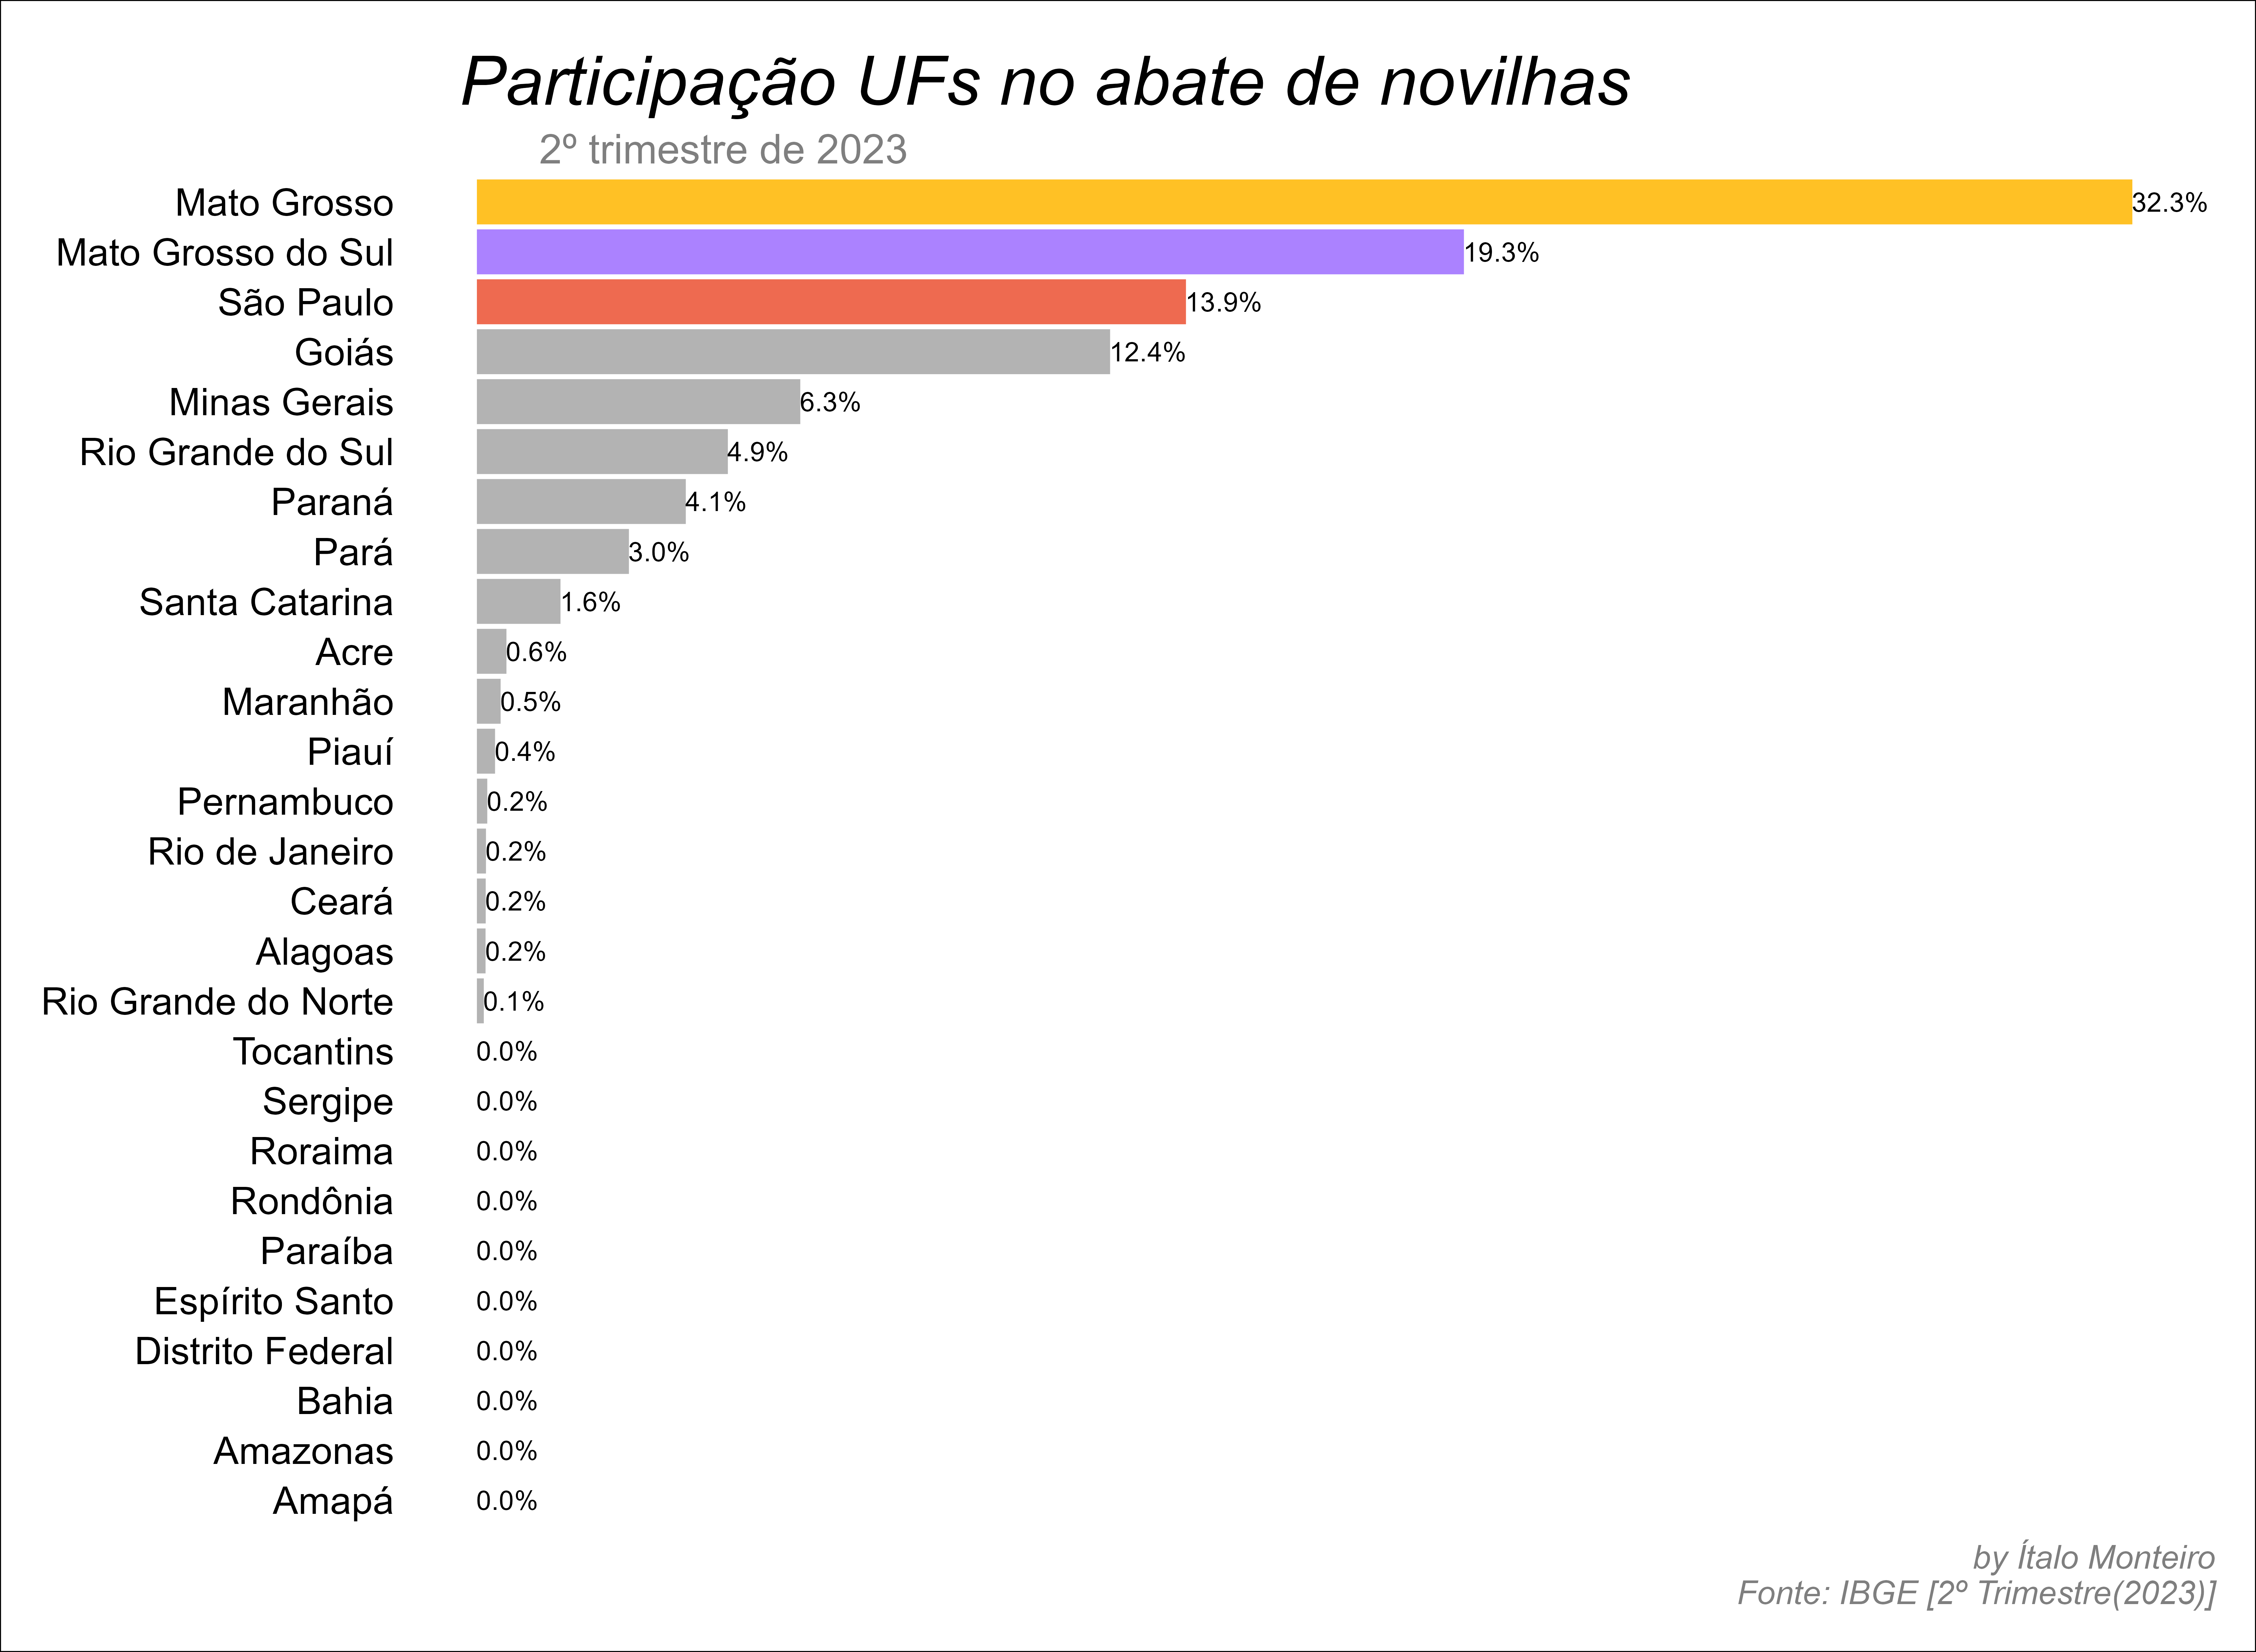 Participação UFs no abate de novilhas
2º trimestre de 2023
Mato Grosso 32.3%
Mato Grosso do Sul 19.3%
São Paulo 13.9%
Goiás 12.4%
Minas Gerais 6.3%
Rio Grande do Sul 4.9%
Paraná 4.1%
Pará 3.0%
Santa Catarina 1.6%
Acre 0.6%
Maranhão 0.5%
Piauí 0.4%
Pernambuco 0.2%
Rio de Janeiro 0.2%
Ceará 0.2%
Alagoas 0.2%
Rio Grande do Norte 0.1%
Tocantins 0.0%
Sergipe 0.0%
Roraima 0.0%
Rondônia 0.0%
Paraíba 0.0%
Espírito Santo 0.0%
Distrito Federal 0.0%
Bahia 0.0%
Amazonas 0.0%
Amapá 0.0%
by Ítalo Monteiro
Fonte: IBGE [2º Trimestre(2023)]